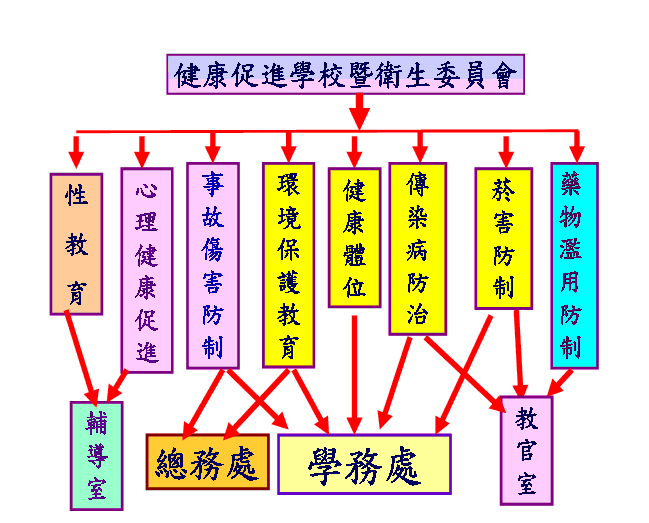 健康促進學校暨衛生委員會
性教育
心理健康促進
事故傷害防制
環境保護教育
健康體位
傳染病防治
菸害防制
藥物濫用防制
輔導室
總務處
學務處
教官室